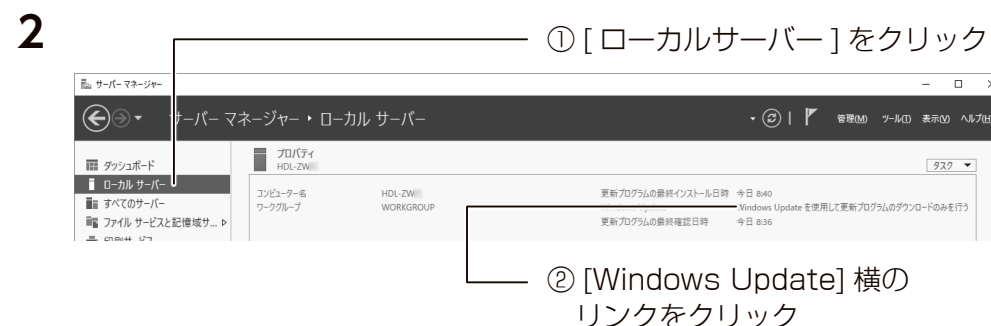 2
① [ ローカルサーバー ] をクリック
サーバー マネージャー
サーバー マネージャー ・ ローカル サーバー
管理(M) ツール(T) 表示(V) ヘルプ(H
ダッシュボード
ローカル サーバー
すべてのサーバー
ファイル サービスと記憶域サ...
プロパティ
HDL-ZW
タスク
コンピューター名 HDL-ZW
ワークグループ WORKGROUP
更新プログラムの最終インストール日時 今日 8:40
Windows Update を使用して更新プログラムのダウンロードのみを行う
更新プログラムの最終確認日時 今日 8:36
② [Windows Update] 横の
リンクをクリック